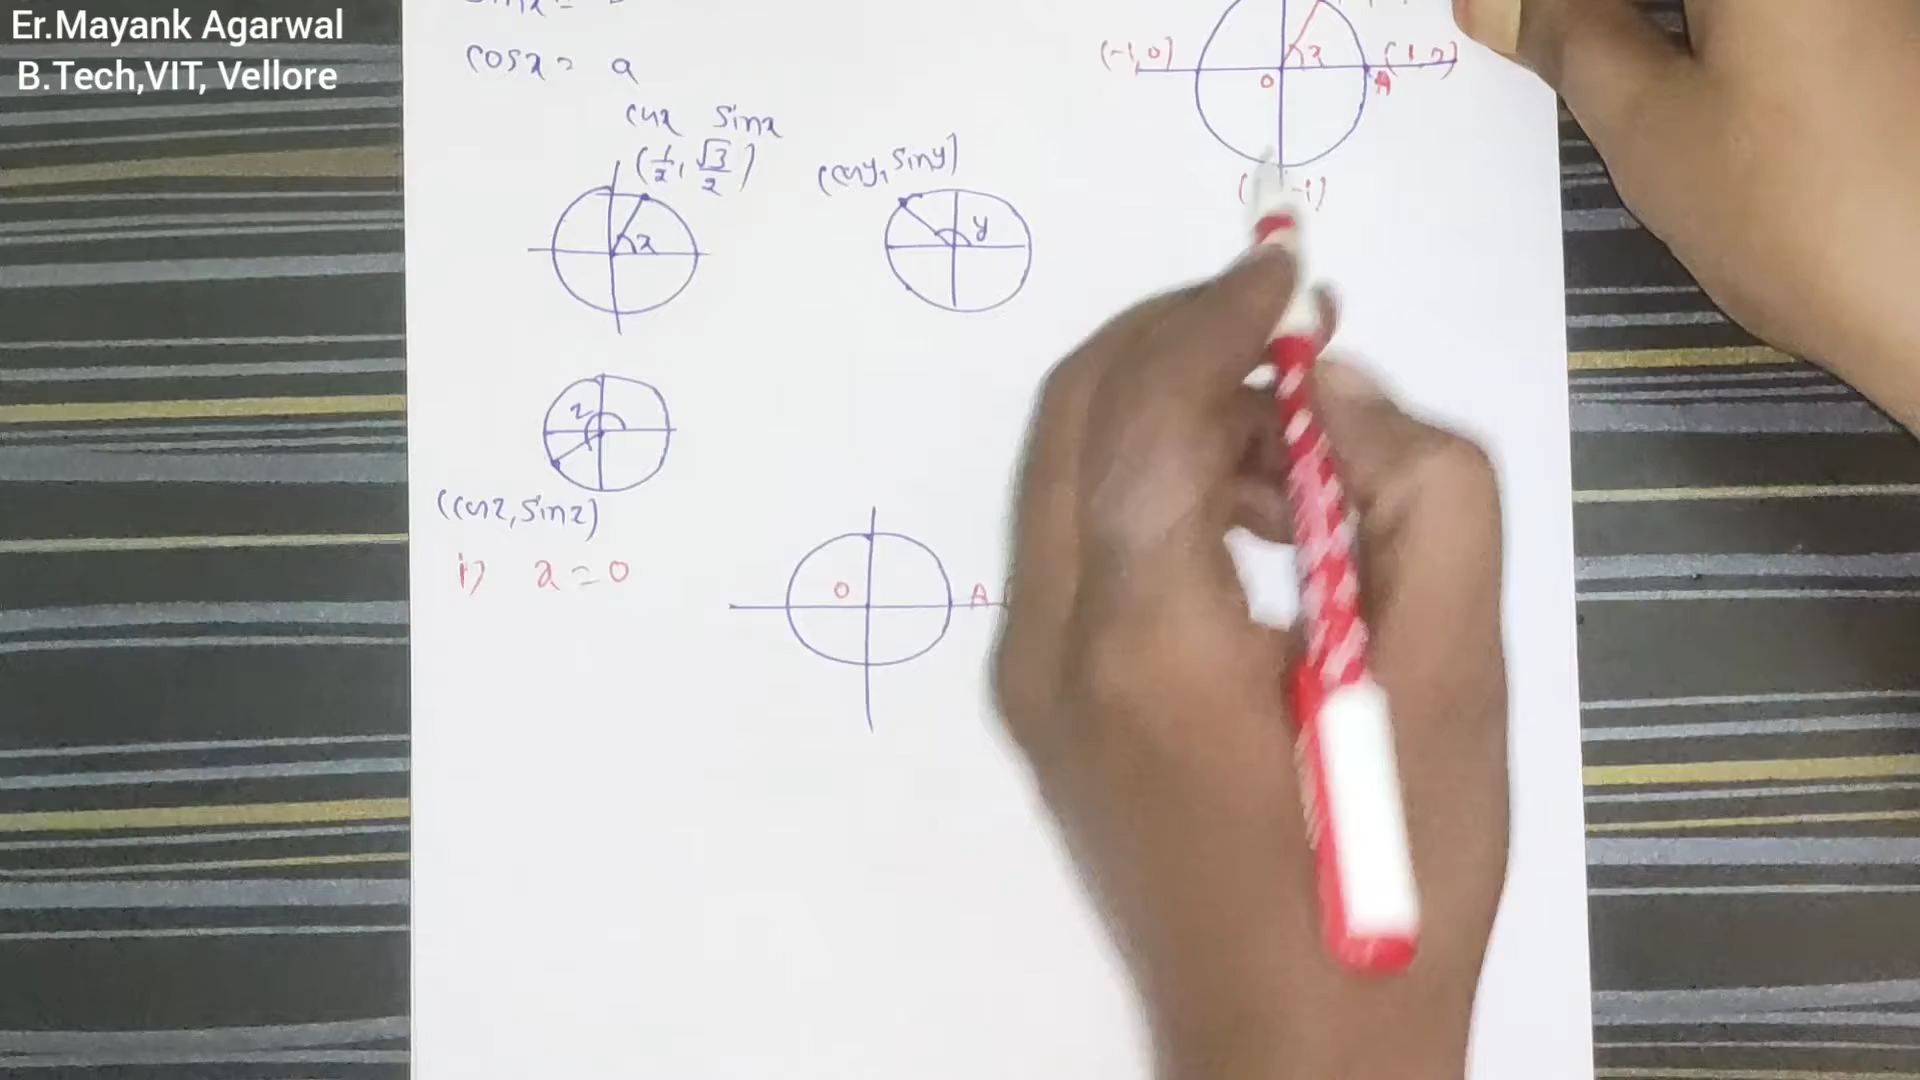 Er.Mayank Agarwal
B.Tech,VIT, Vellore
sinx =
cosx = a
(-1,0)
x
O
A
cosx sinx
(1/2, √3/2)
x
(cosy, siny)
y
-1)
z
(cosz, sinz)
i) x = 0
O
A